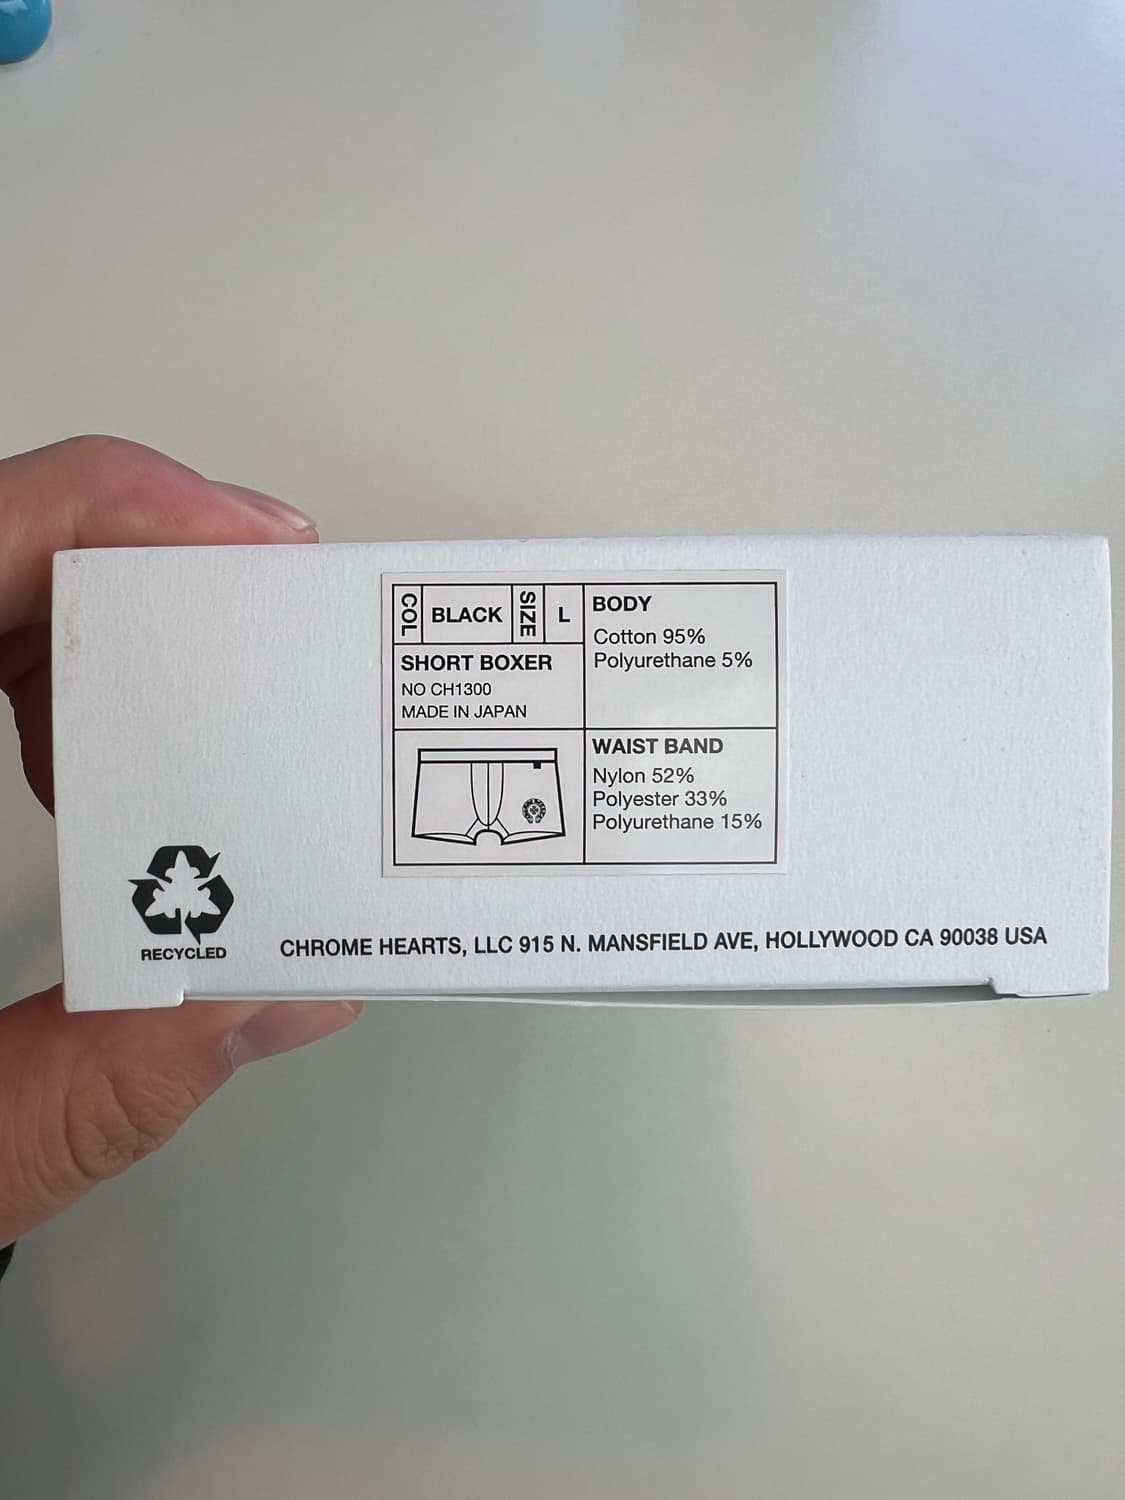 COL BLACK SIZE L
SHORT BOXER
NO CH1300
MADE IN JAPAN
BODY
Cotton 95%
Polyurethane 5%
WAIST BAND
Nylon 52%
Polyester 33%
Polyurethane 15%
RECYCLED
CHROME HEARTS, LLC 915 N. MANSFIELD AVE, HOLLYWOOD CA 90038 USA